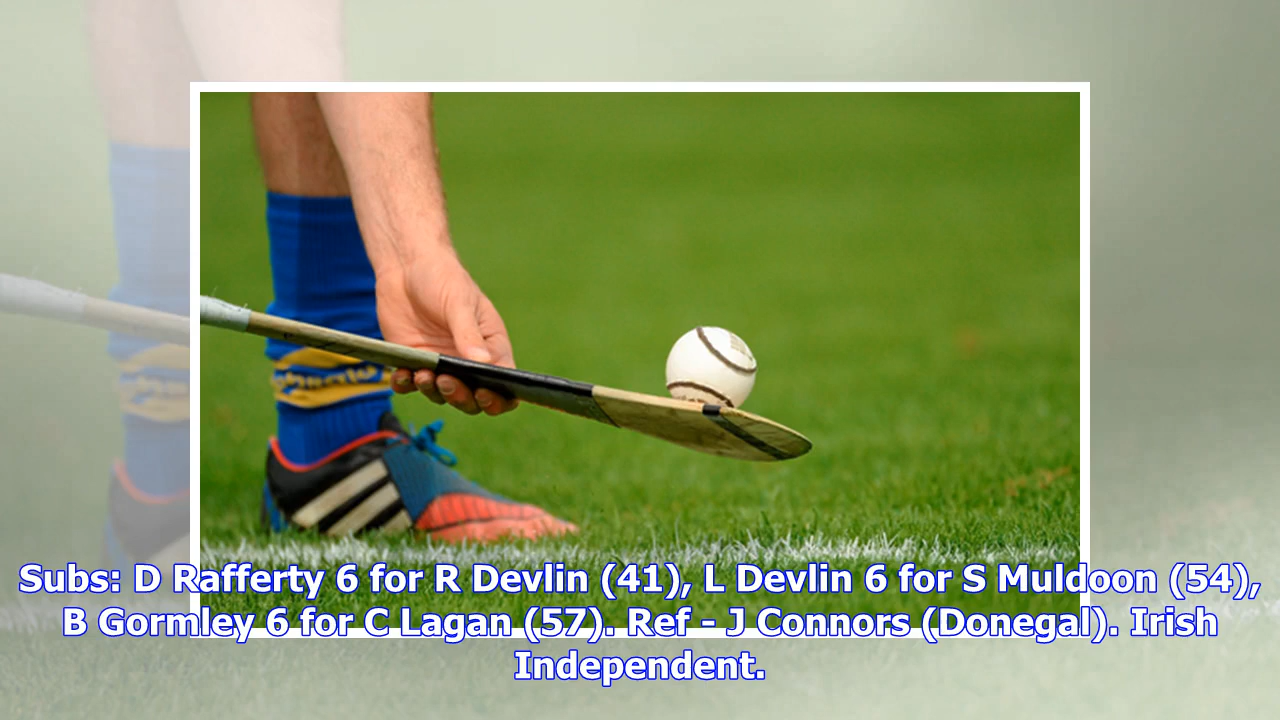 Subs: D Rafferty 6 for R Devlin (41), L Devlin 6 for S Muldoon (54),
B Gormley 6 for C Lagan (57). Ref - J Connors (Donegal). Irish
Independent.